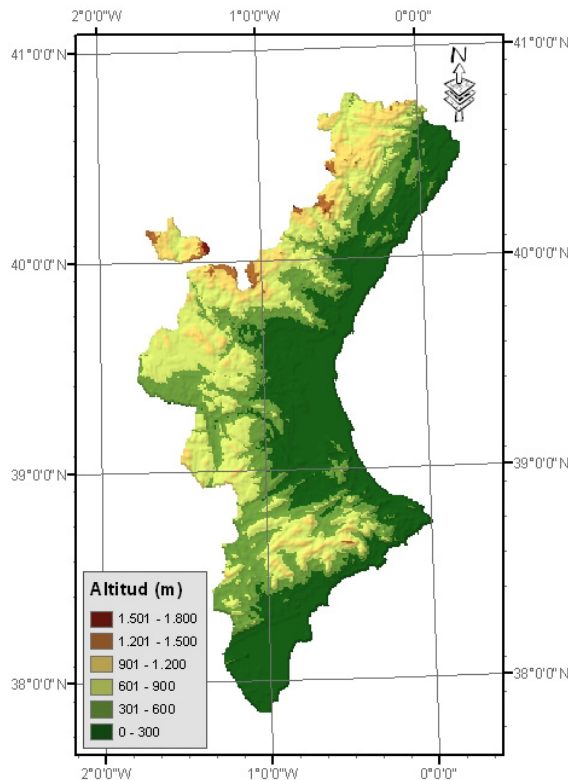 2°0'0"W 1°0'0"W 0°0'0"
41°0'0"N 41°0'0"N
N
40°0'0"N 40°0'0"N
39°0'0"N 39°0'0"N
38°0'0"N 38°0'0"N
Altitud (m)
1.501 - 1.800
1.201 - 1.500
901 - 1.200
601 - 900
301 - 600
0 - 300
2°0'0"W 1°0'0"W 0°0'0"